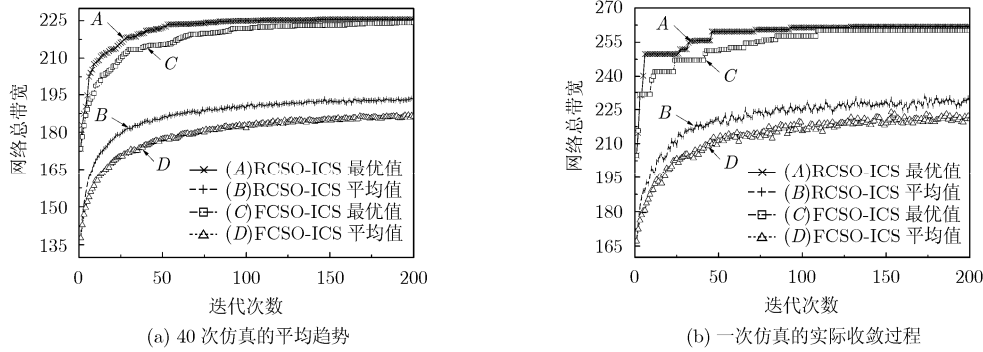 225
210
195
180
165
150
135
网络总带宽
A
C
B
D
(A)RCSO-ICS 最优值
(B)RCSO-ICS 平均值
(C)FCSO-ICS 最优值
(D)FCSO-ICS 平均值
0 50 100 150 200
迭代次数
(a) 40 次仿真的平均趋势
270
255
240
225
210
195
180
165
网络总带宽
A
C
B
D
(A)RCSO-ICS 最优值
(B)RCSO-ICS 平均值
(C)FCSO-ICS 最优值
(D)FCSO-ICS 平均值
0 50 100 150 200
迭代次数
(b) 一次仿真的实际收敛过程